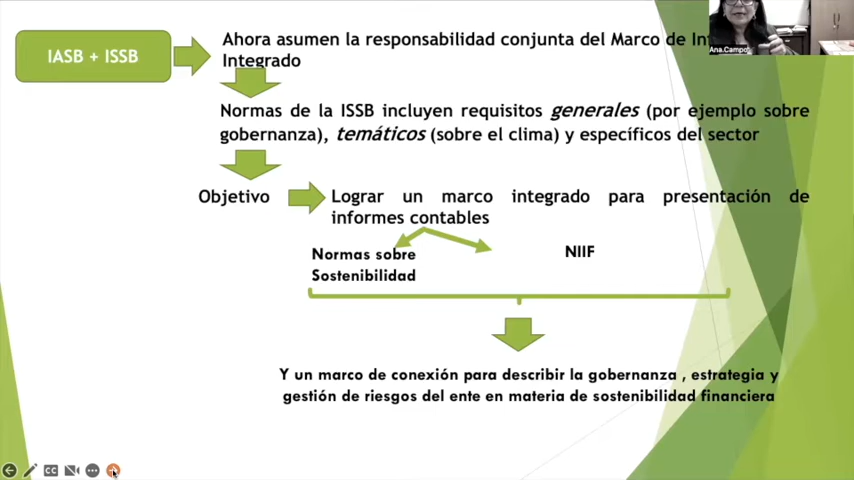 IASB + ISSB
Ahora asumen la responsabilidad conjunta del Marco de
Integrado
Ana.Campo
Normas de la ISSB incluyen requisitos generales (por ejemplo sobre
gobernanza), temáticos (sobre el clima) y específicos del sector
Objetivo
Lograr un marco integrado para presentación de
informes contables
Normas sobre
Sostenibilidad
NIIF
Y un marco de conexión para describir la gobernanza , estrategia y
gestión de riesgos del ente en materia de sostenibilidad financiera
CC